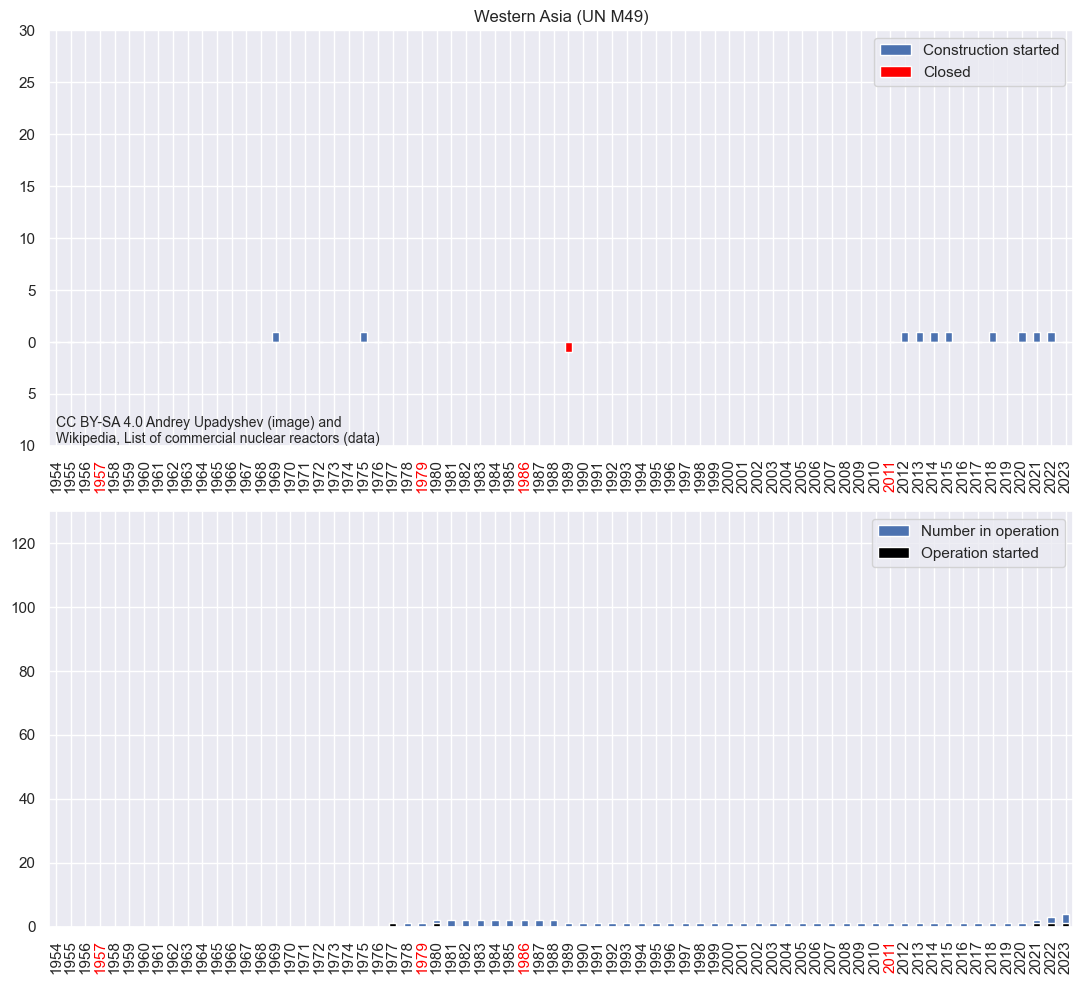 Western Asia (UN M49)
30
25
20
15
10
5
0
5
10
Construction started
Closed
CC BY-SA 4.0 Andrey Upadyshev (image) and
Wikipedia, List of commercial nuclear reactors (data)
1954 1955 1956 1957 1958 1959 1960 1961 1962 1963 1964 1965 1966 1967 1968 1969 1970 1971 1972 1973 1974 1975 1976 1977 1978 1979 1980 1981 1982 1983 1984 1985 1986 1987 1988 1989 1990 1991 1992 1993 1994 1995 1996 1997 1998 1999 2000 2001 2002 2003 2004 2005 2006 2007 2008 2009 2010 2011 2012 2013 2014 2015 2016 2017 2018 2019 2020 2021 2022 2023
120
100
80
60
40
20
0
Number in operation
Operation started
1954 1955 1956 1957 1958 1959 1960 1961 1962 1963 1964 1965 1966 1967 1968 1969 1970 1971 1972 1973 1974 1975 1976 1977 1978 1979 1980 1981 1982 1983 1984 1985 1986 1987 1988 1989 1990 1991 1992 1993 1994 1995 1996 1997 1998 1999 2000 2001 2002 2003 2004 2005 2006 2007 2008 2009 2010 2011 2012 2013 2014 2015 2016 2017 2018 2019 2020 2021 2022 2023